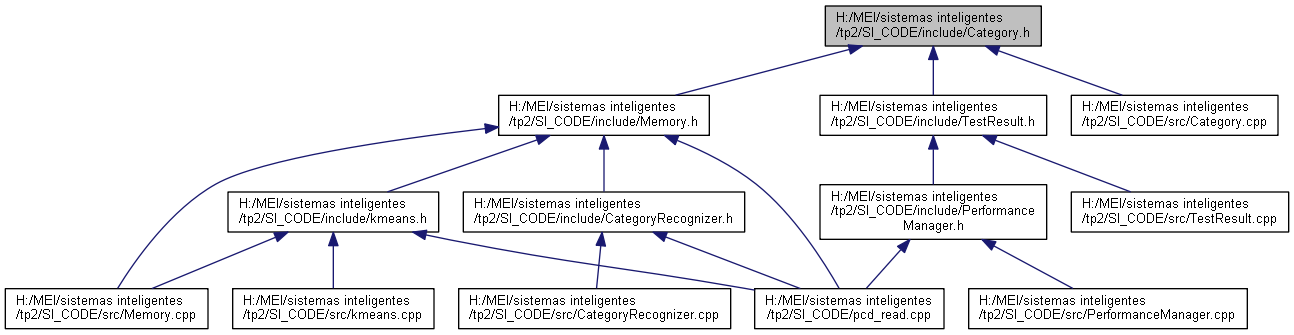 H:/MEI/sistemas inteligentes
/tp2/SI_CODE/include/Category.h
H:/MEI/sistemas inteligentes
/tp2/SI_CODE/include/Memory.h
H:/MEI/sistemas inteligentes
/tp2/SI_CODE/include/TestResult.h
H:/MEI/sistemas inteligentes
/tp2/SI_CODE/src/Category.cpp
H:/MEI/sistemas inteligentes
/tp2/SI_CODE/include/kmeans.h
H:/MEI/sistemas inteligentes
/tp2/SI_CODE/include/CategoryRecognizer.h
H:/MEI/sistemas inteligentes
/tp2/SI_CODE/include/Performance
Manager.h
H:/MEI/sistemas inteligentes
/tp2/SI_CODE/src/TestResult.cpp
H:/MEI/sistemas inteligentes
/tp2/SI_CODE/src/Memory.cpp
H:/MEI/sistemas inteligentes
/tp2/SI_CODE/src/kmeans.cpp
H:/MEI/sistemas inteligentes
/tp2/SI_CODE/src/CategoryRecognizer.cpp
H:/MEI/sistemas inteligentes
/tp2/SI_CODE/pcd_read.cpp
H:/MEI/sistemas inteligentes
/tp2/SI_CODE/src/PerformanceManager.cpp